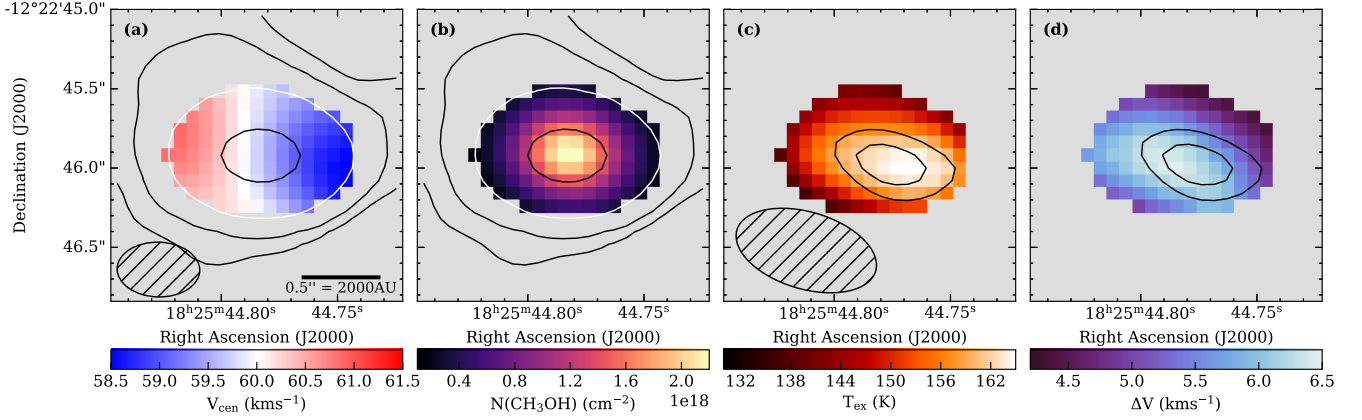 -12°22'45.0"
45.5"
46.0"
46.5"
Declination (J2000)
(a)
(b)
(c)
(d)
0.5'' = 2000AU
18ʰ25ᵐ44.80ˢ 44.75ˢ
18ʰ25ᵐ44.80ˢ 44.75ˢ
18ʰ25ᵐ44.80ˢ 44.75ˢ
18ʰ25ᵐ44.80ˢ 44.75ˢ
Right Ascension (J2000)
Right Ascension (J2000)
Right Ascension (J2000)
Right Ascension (J2000)
58.5 59.0 59.5 60.0 60.5 61.0 61.5
V_cen (kms⁻¹)
0.4 0.8 1.2 1.6 2.0
1e18
N(CH₃OH) (cm⁻²)
132 138 144 150 156 162
T_ex (K)
4.5 5.0 5.5 6.0 6.5
ΔV (kms⁻¹)